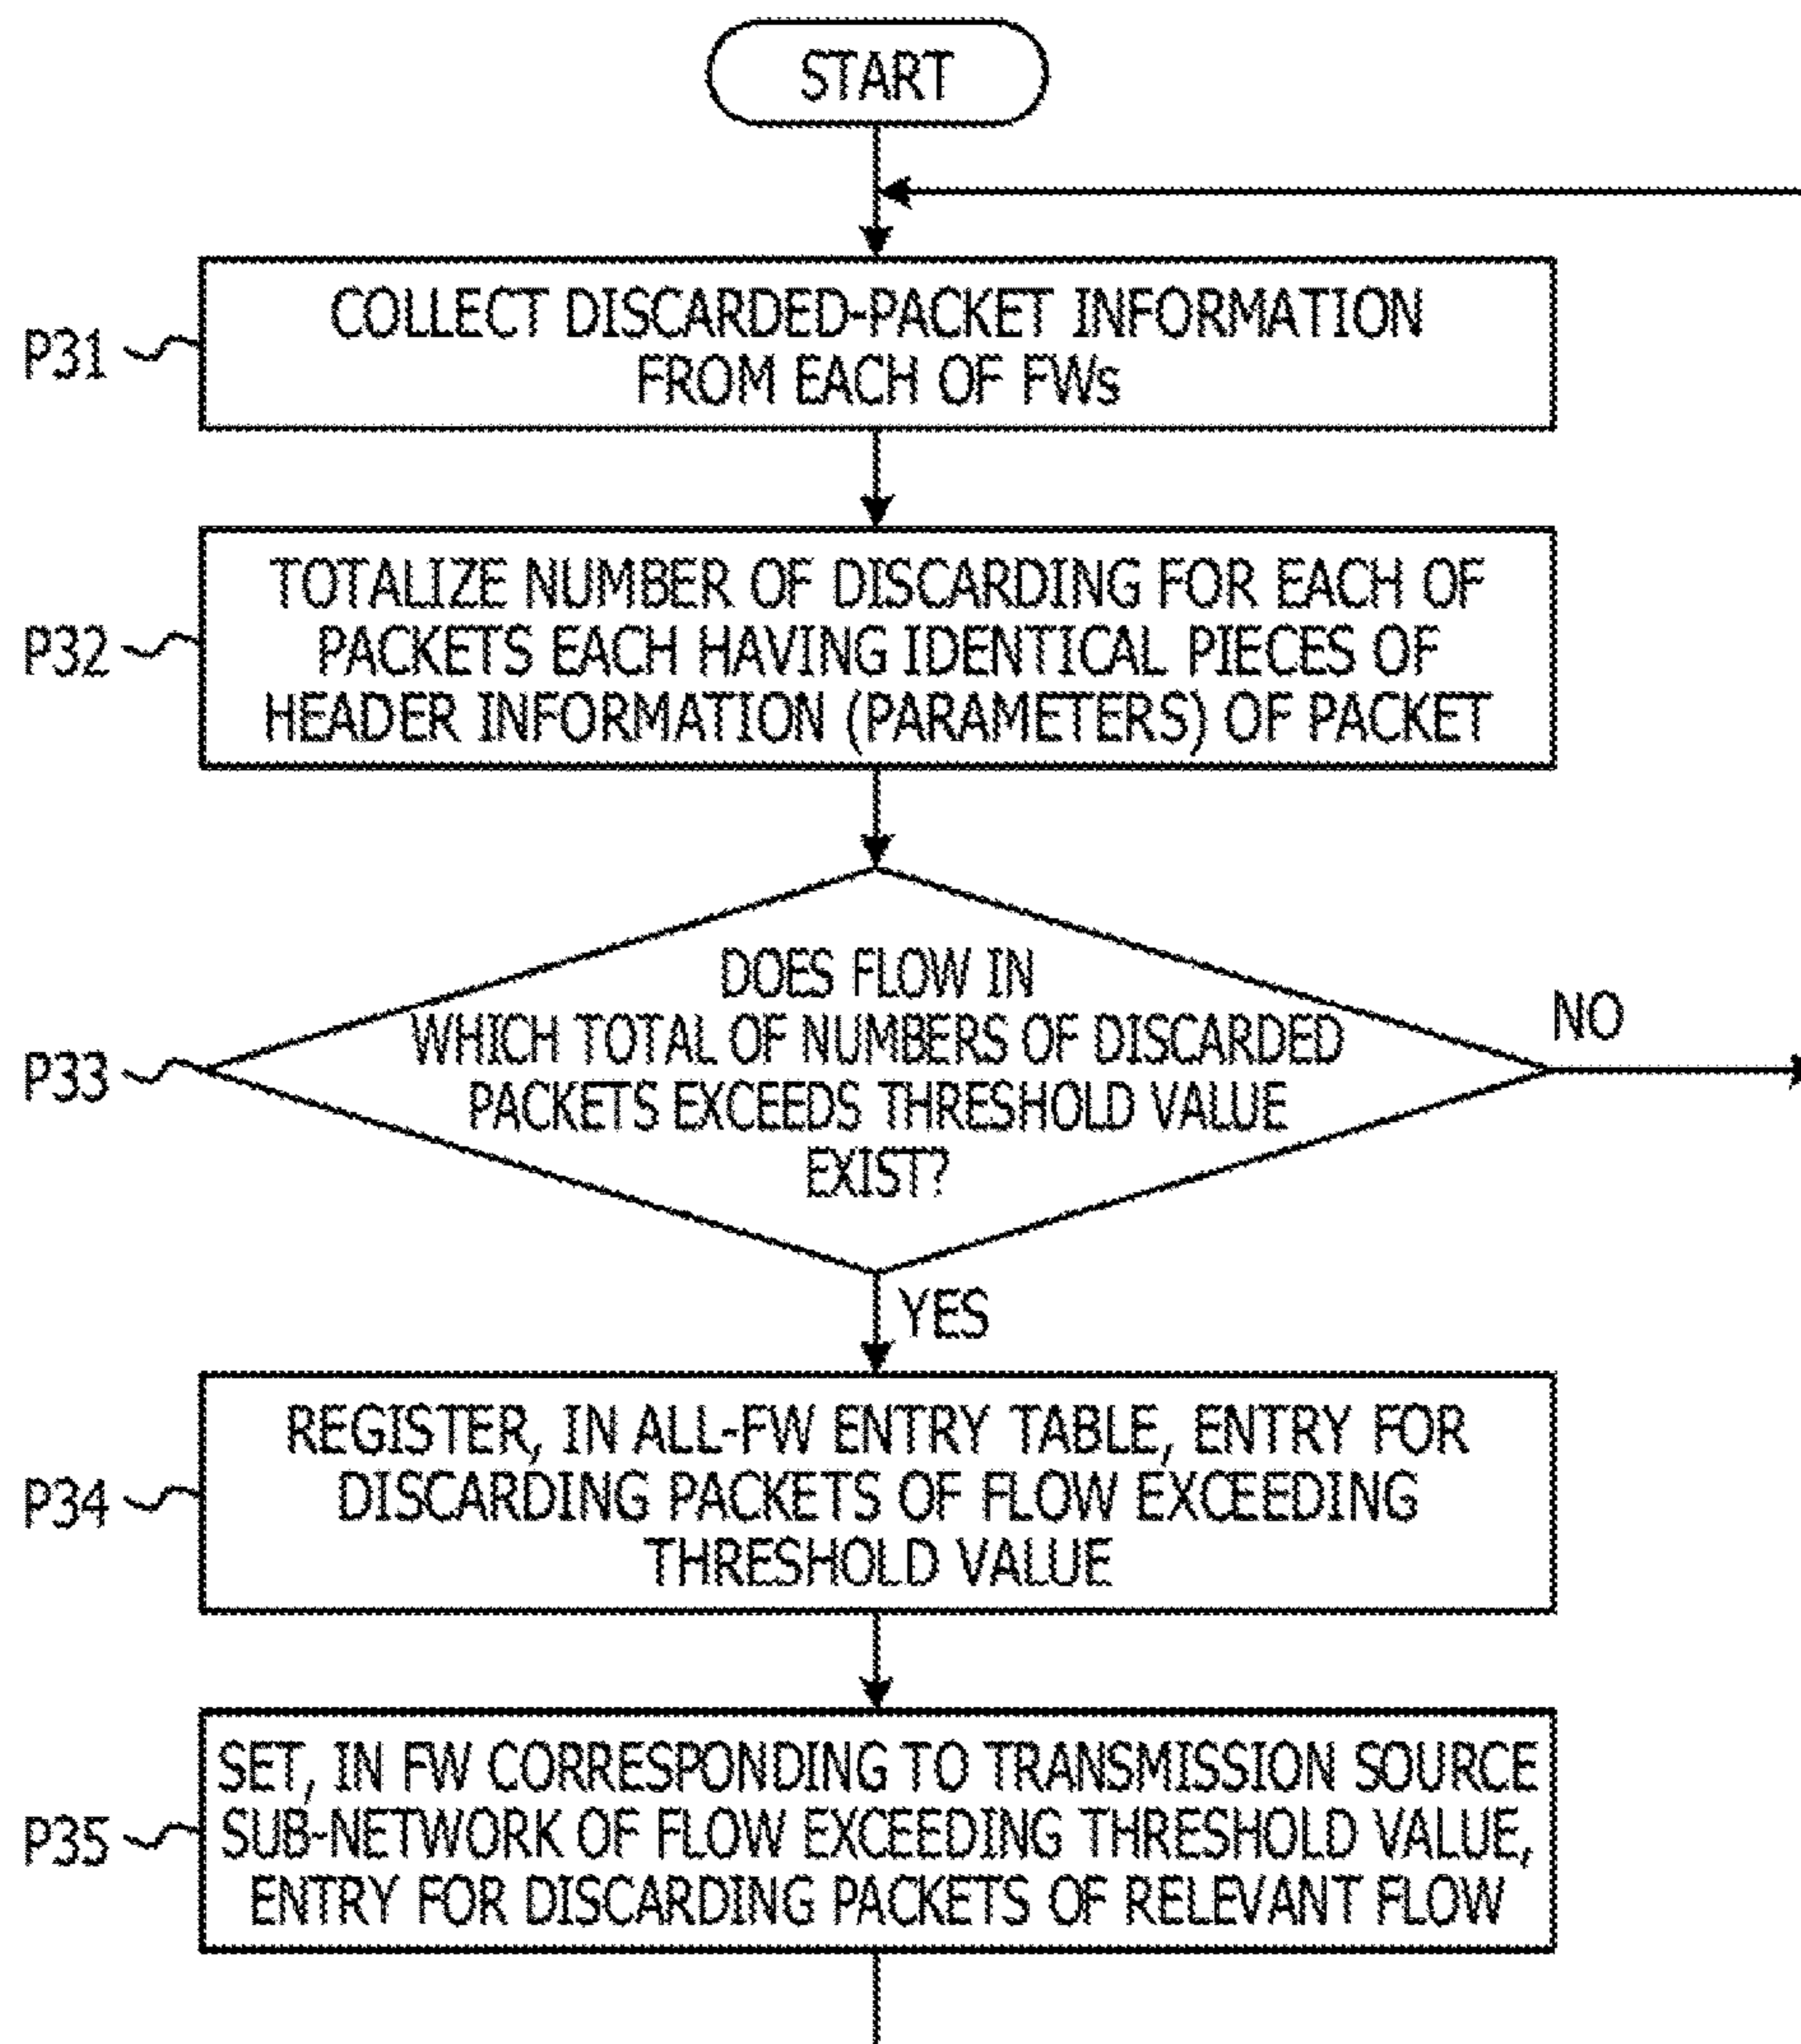 START
P31
COLLECT DISCARDED-PACKET INFORMATION
FROM EACH OF FWs
P32
TOTALIZE NUMBER OF DISCARDING FOR EACH OF
PACKETS EACH HAVING IDENTICAL PIECES OF
HEADER INFORMATION (PARAMETERS) OF PACKET
P33
DOES FLOW IN
WHICH TOTAL OF NUMBERS OF DISCARDED
PACKETS EXCEEDS THRESHOLD VALUE
EXIST?
NO
YES
P34
REGISTER, IN ALL-FW ENTRY TABLE, ENTRY FOR
DISCARDING PACKETS OF FLOW EXCEEDING
THRESHOLD VALUE
P35
SET, IN FW CORRESPONDING TO TRANSMISSION SOURCE
SUB-NETWORK OF FLOW EXCEEDING THRESHOLD VALUE,
ENTRY FOR DISCARDING PACKETS OF RELEVANT FLOW